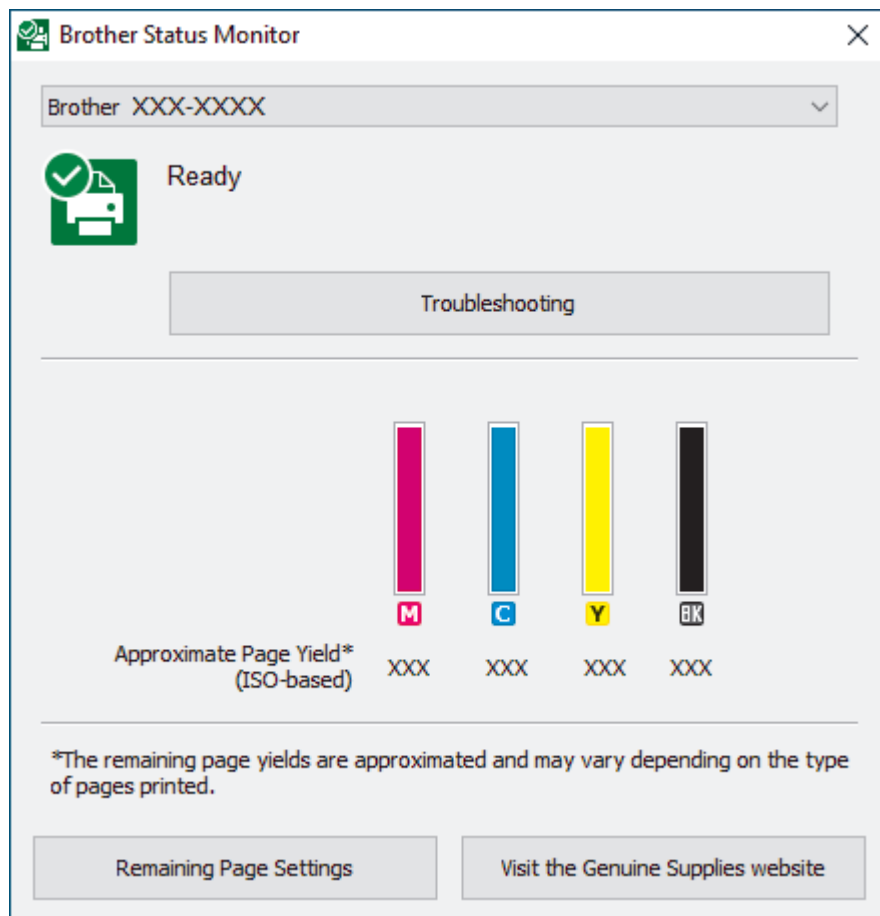 Brother Status Monitor
Brother XXX-XXXX
Ready
Troubleshooting
M C Y BK
Approximate Page Yield*
(ISO-based) XXX XXX XXX XXX
*The remaining page yields are approximated and may vary depending on the type
of pages printed.
Remaining Page Settings Visit the Genuine Supplies website